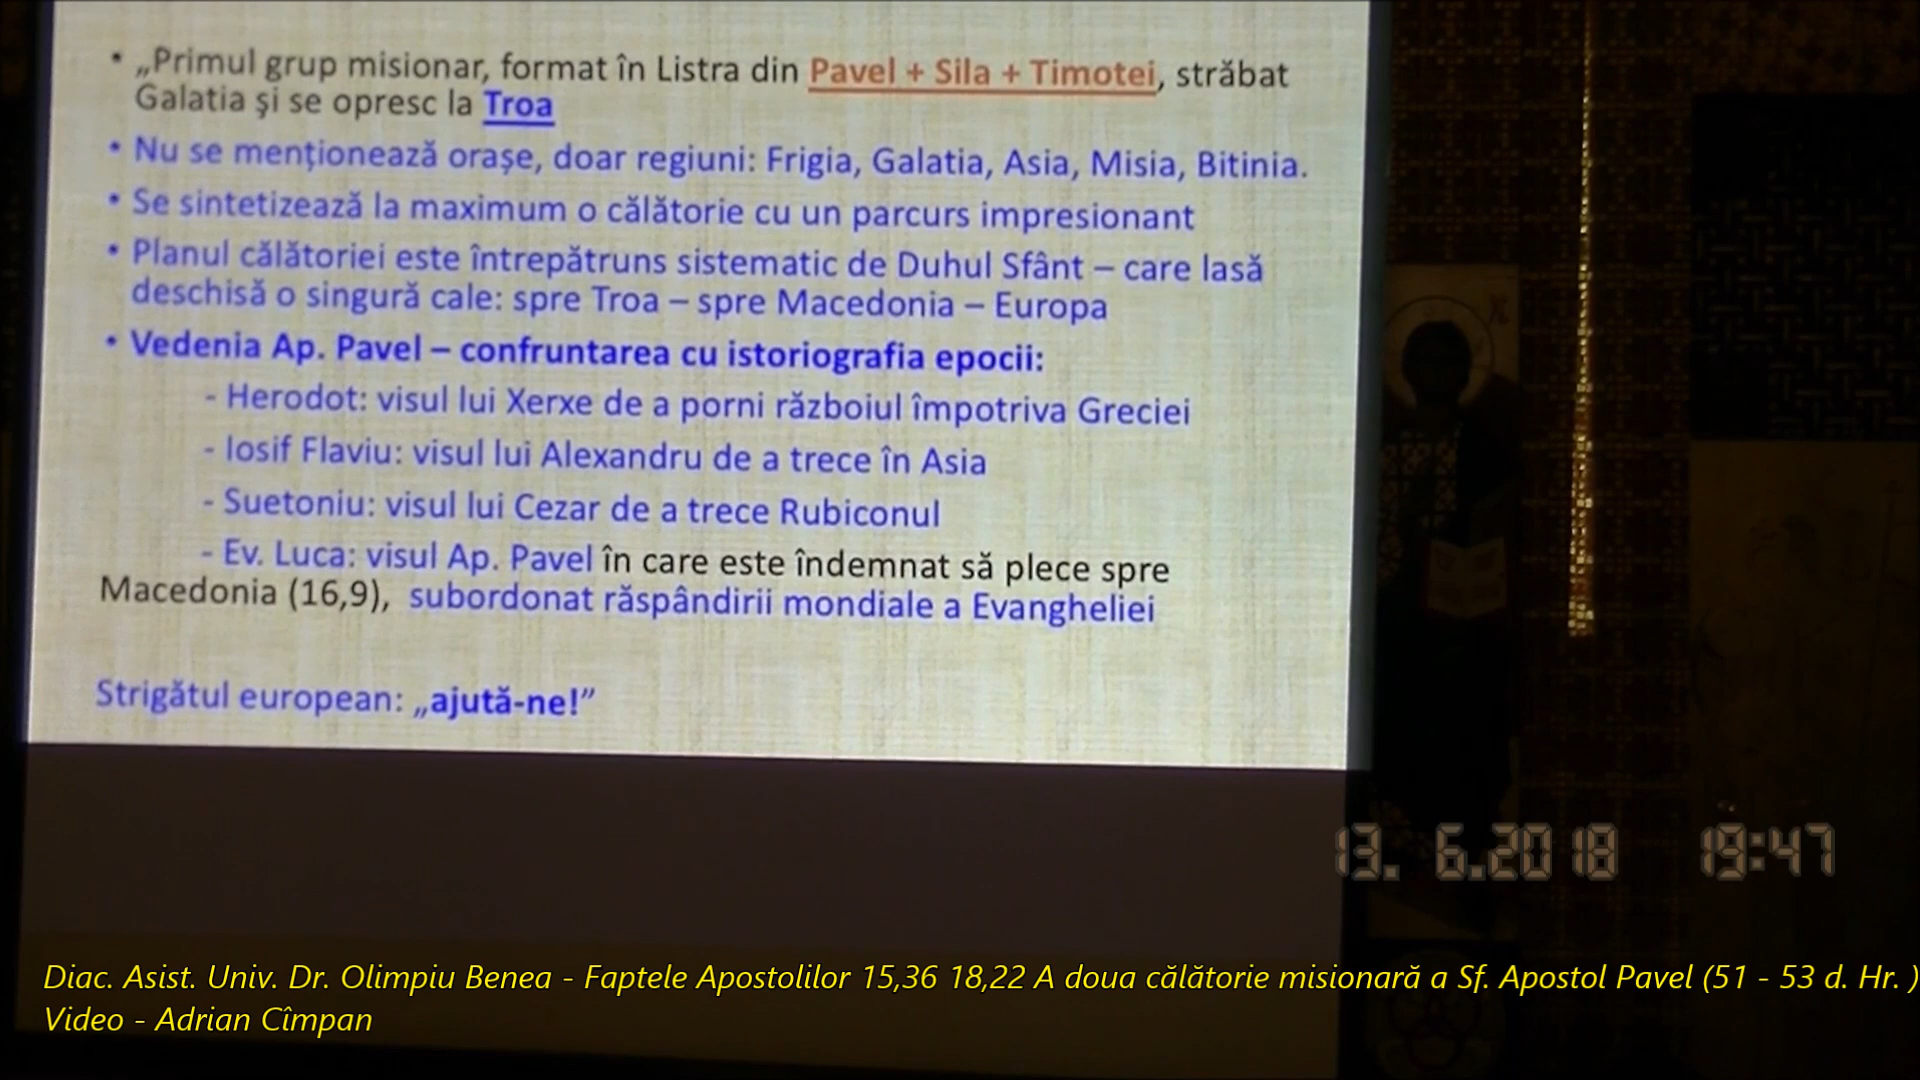 • „Primul grup misionar, format în Listra din Pavel + Sila + Timotei, străbat
Galatia şi se opresc la Troa
• Nu se menționează orașe, doar regiuni: Frigia, Galatia, Asia, Misia, Bitinia.
• Se sintetizează la maximum o călătorie cu un parcurs impresionant
• Planul călătoriei este întrepătruns sistematic de Duhul Sfânt – care lasă
deschisă o singură cale: spre Troa – spre Macedonia – Europa
• Vedenia Ap. Pavel – confruntarea cu istoriografia epocii:
- Herodot: visul lui Xerxe de a porni războiul împotriva Greciei
- Iosif Flaviu: visul lui Alexandru de a trece în Asia
- Suetoniu: visul lui Cezar de a trece Rubiconul
- Ev. Luca: visul Ap. Pavel în care este îndemnat să plece spre
Macedonia (16,9), subordonat răspândirii mondiale a Evangheliei
Strigătul european: „ajută-ne!”
13. 6.2018 19:47
Diac. Asist. Univ. Dr. Olimpiu Benea - Faptele Apostolilor 15,36 18,22 A doua călătorie misionară a Sf. Apostol Pavel (51 - 53 d. Hr. )
Video - Adrian Cîmpan